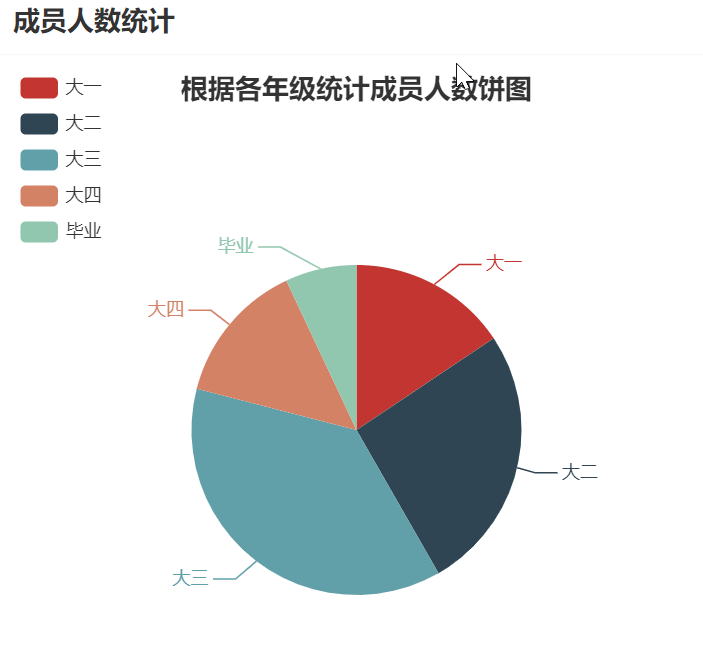 成员人数统计
根据各年级统计成员人数饼图
大一
大二
大三
大四
毕业
毕业
大一
大四
大二
大三